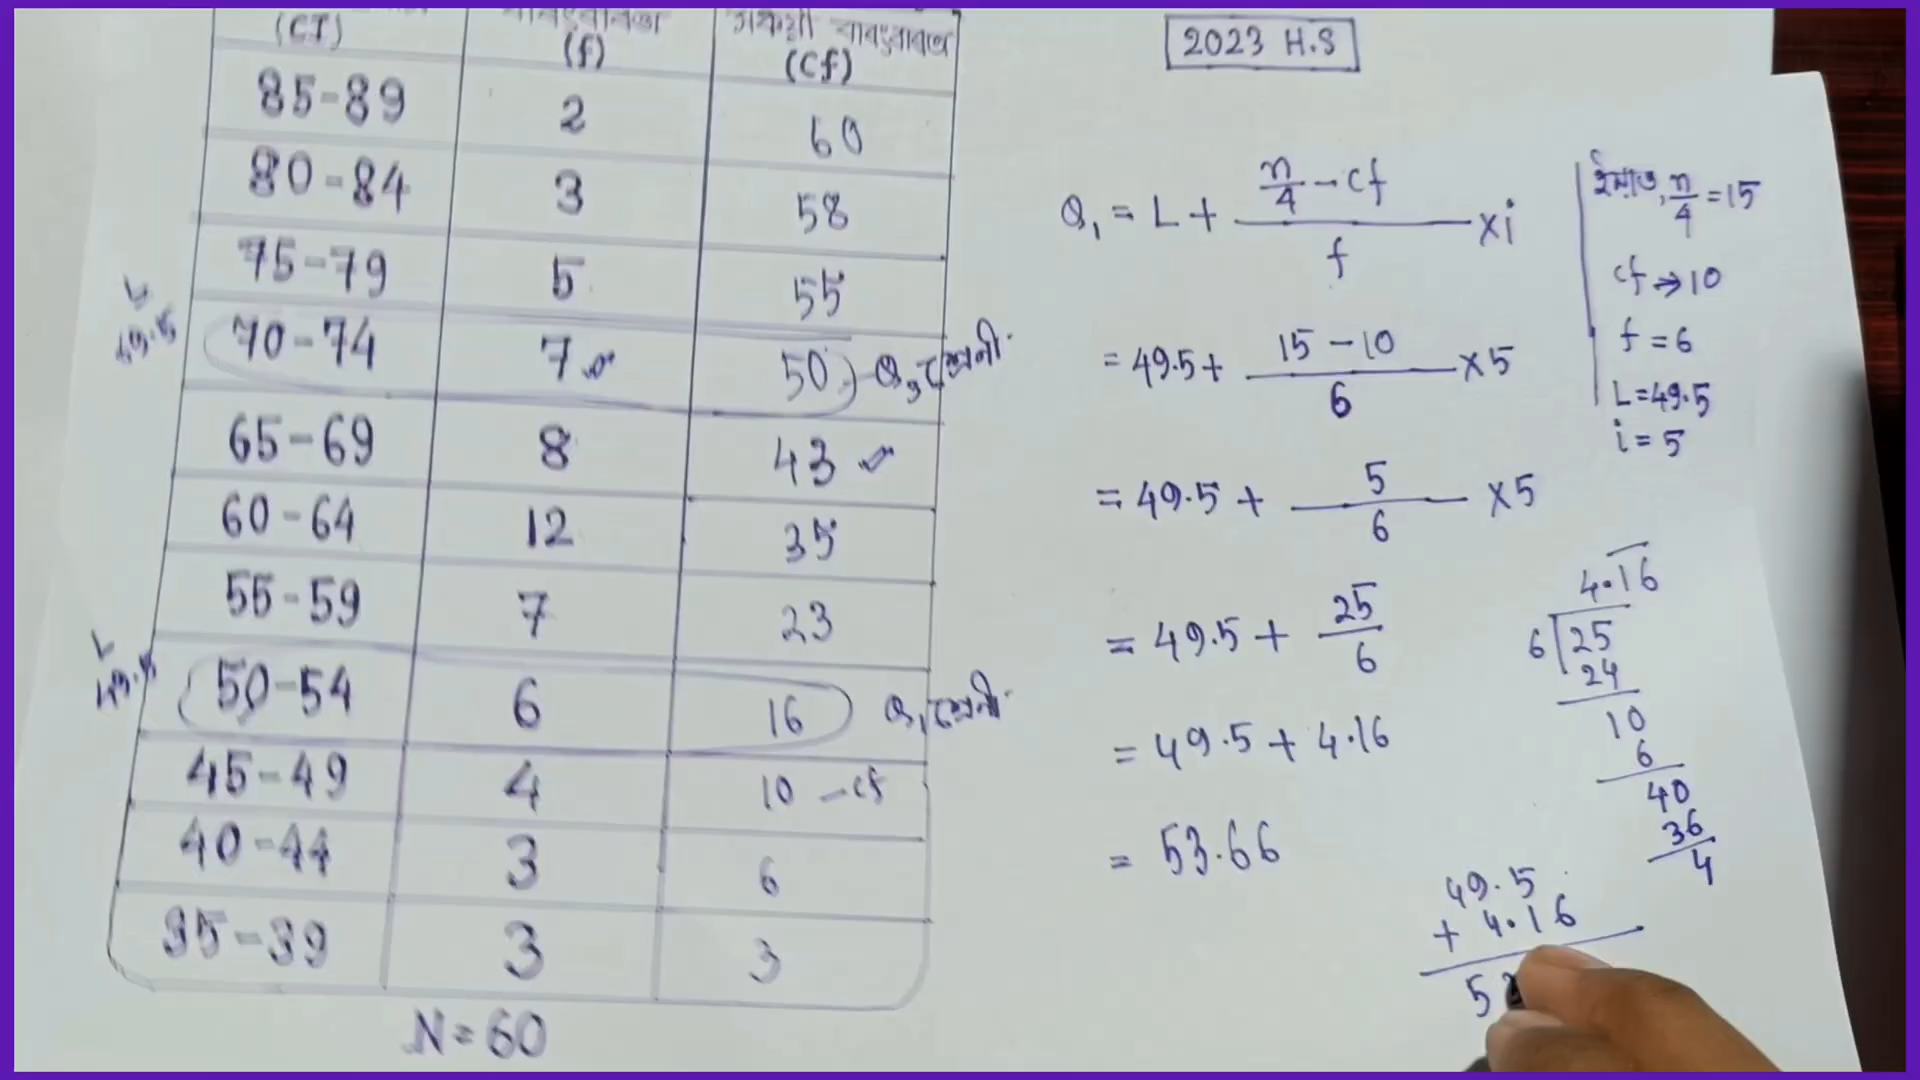 (CI) (f) (Cf)
85-89 2 60
80-84 3 58
75-79 5 55
70-74 7 50 Q₃ শ্রেণী
65-69 8 43
60-64 12 35
55-59 7 23
50-54 6 16 Q₁ শ্রেণী
45-49 4 10 - cf
40-44 3 6
35-39 3 3
N = 60
L
49.5
2023 H.S
Q₁ = L + (n/4 - cf)/f × i
= 49.5 + (15 - 10)/6 × 5
= 49.5 + 5/6 × 5
= 49.5 + 25/6
= 49.5 + 4.16
= 53.66
n/4 = 15
cf → 10
f = 6
L = 49.5
i = 5
4.16
6 25
24
10
6
40
36
4
49.5
+ 4.16
5